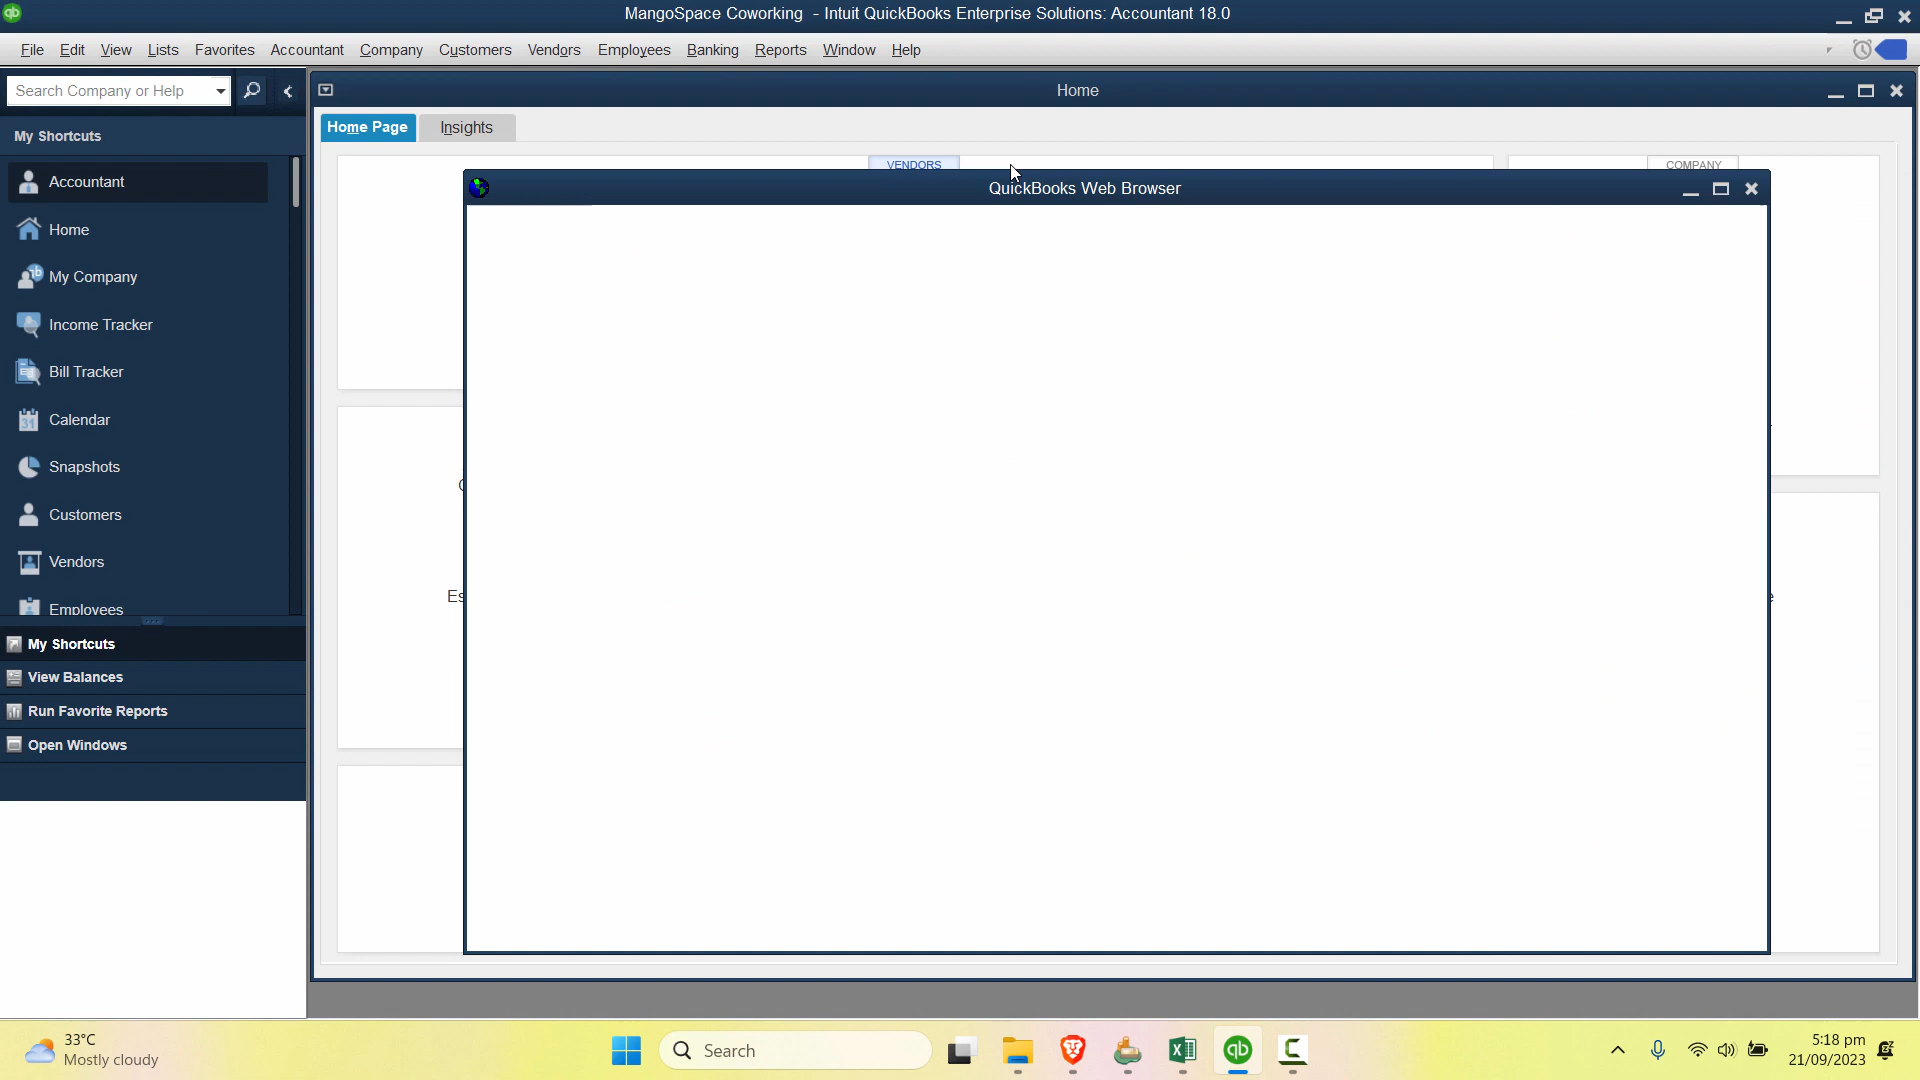 MangoSpace Coworking - Intuit QuickBooks Enterprise Solutions: Accountant 18.0
File Edit View Lists Favorites Accountant Company Customers Vendors Employees Banking Reports Window Help
Search Company or Help
Home
My Shortcuts
Home Page Insights
VENDORS
COMPANY
Accountant
QuickBooks Web Browser
Home
My Company
Income Tracker
Bill Tracker
Calendar
31
Snapshots
Customers
Es
Vendors
Employees
My Shortcuts
View Balances
Run Favorite Reports
Open Windows
33°C
Mostly cloudy
Search
qb
5:18 pm
21/09/2023